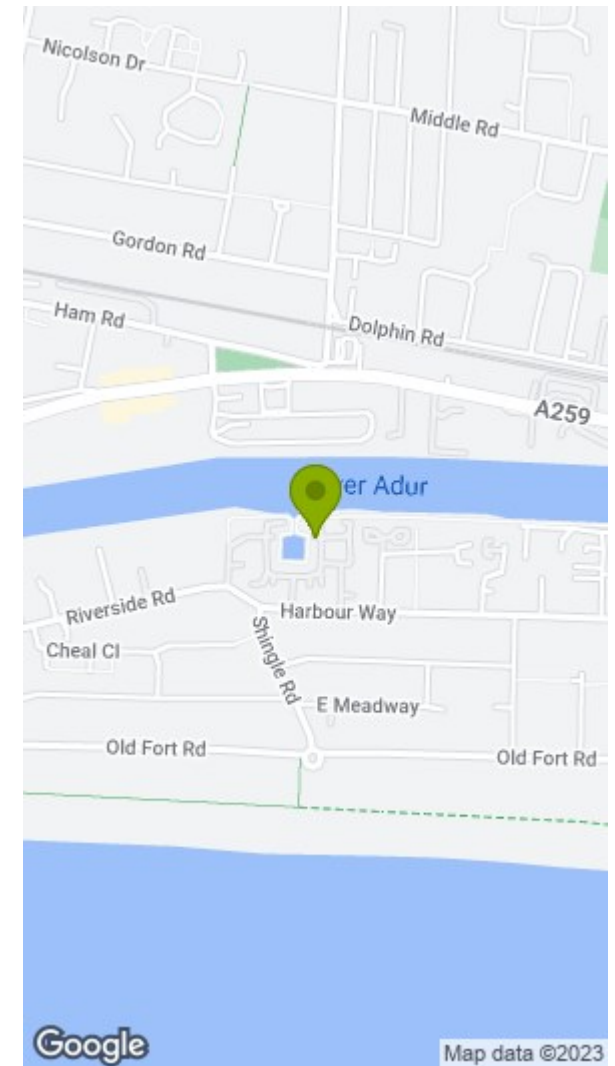 Nicolson Dr
Middle Rd
Gordon Rd
Ham Rd
Dolphin Rd
A259
Adur
Riverside Rd
Harbour Way
Cheal Cl
Shingle Rd
E Meadway
Old Fort Rd
Old Fort Rd
Google
Map data ©2023